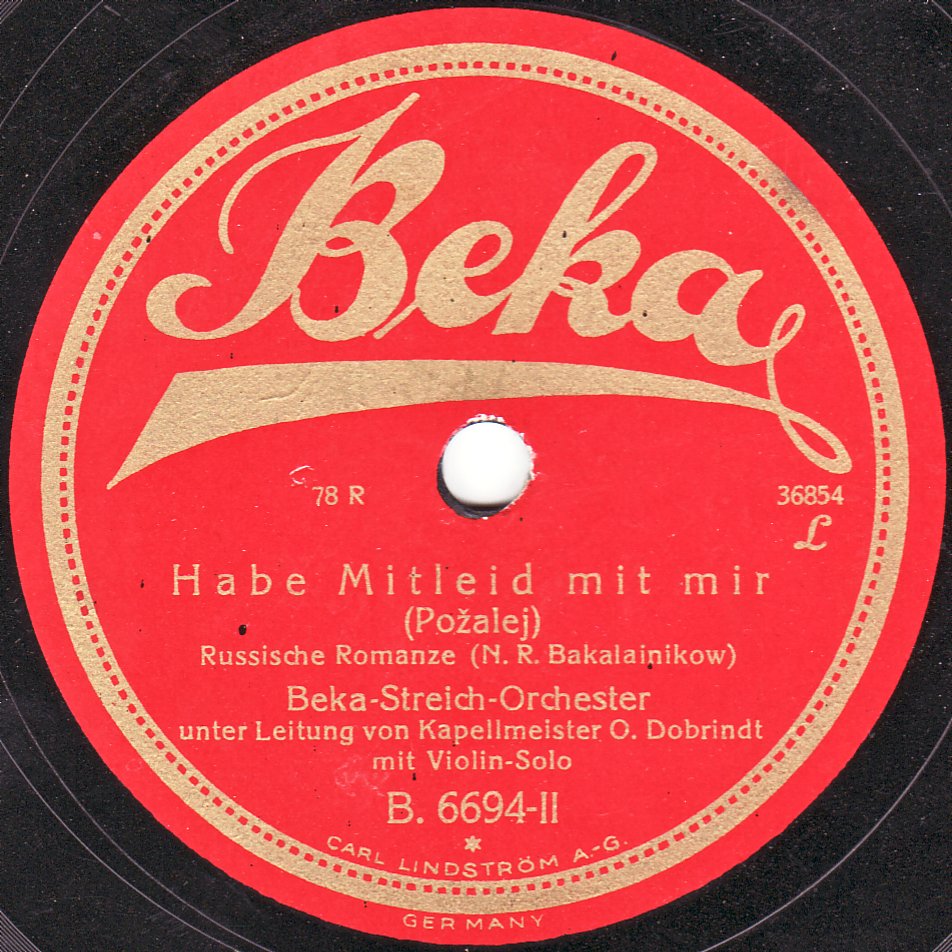 Beka
78 R
36854
L
Habe Mitleid mit mir
(Požalej)
Russische Romanze (N. R. Bakalainikow)
Beka-Streich-Orchester
unter Leitung von Kapellmeister O. Dobrindt
mit Violin-Solo
B. 6694-II
CARL LINDSTRÖM A.-G.
GERMANY